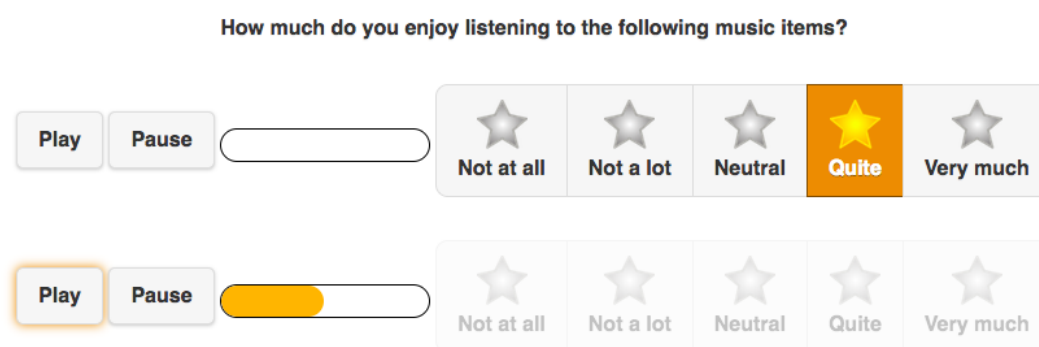 How much do you enjoy listening to the following music items?
Play Pause Not at all Not a lot Neutral Quite Very much
Play Pause Not at all Not a lot Neutral Quite Very much